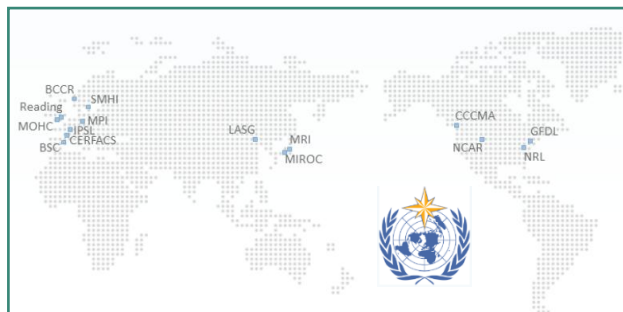 BCCR
SMHI
Reading
MPI
MOHC
IPSL
CERFACS
BSC
LASG
MRI
MIROC
CCCMA
GFDL
NCAR
NRL